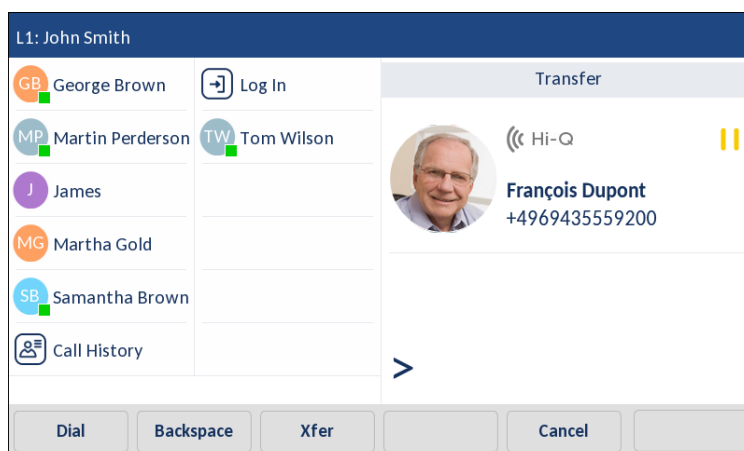 L1: John Smith
GB George Brown
Log In
MP Martin Perderson
TW Tom Wilson
J James
MG Martha Gold
SB Samantha Brown
Call History
Transfer
Hi-Q
François Dupont
+4969435559200
>
Dial Backspace Xfer Cancel